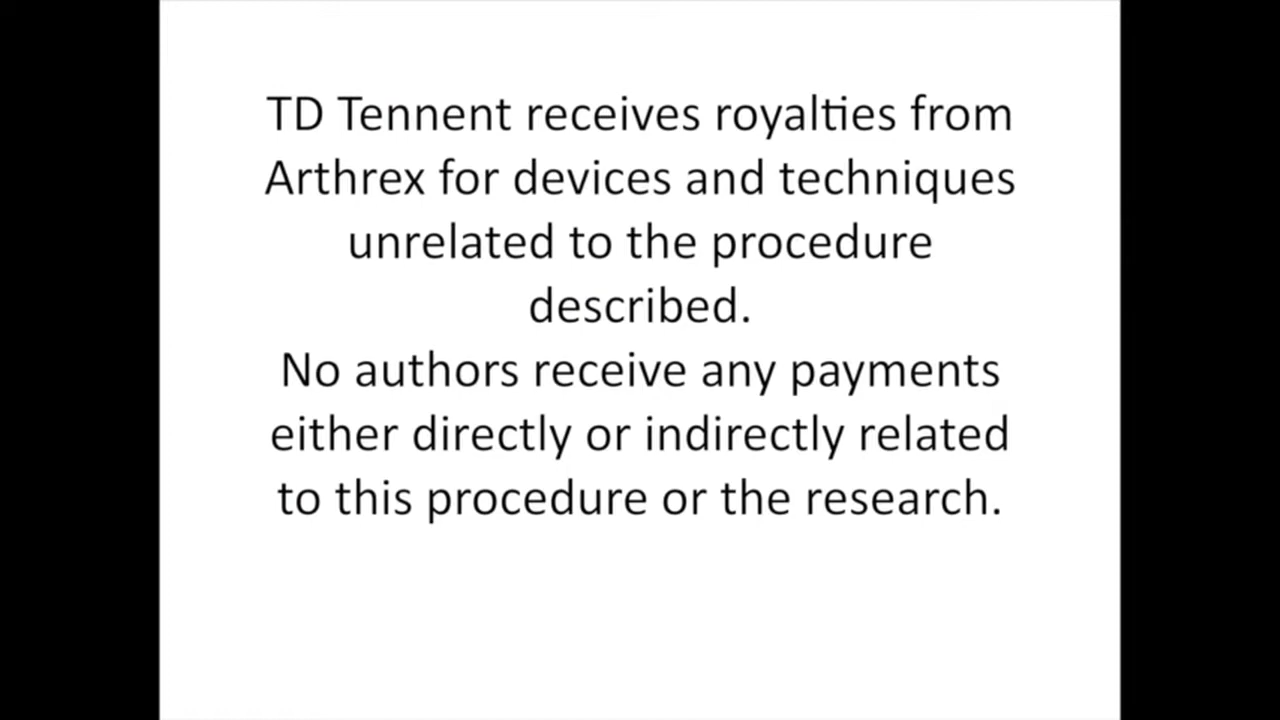 TD Tennent receives royalties from
Arthrex for devices and techniques
unrelated to the procedure
described.
No authors receive any payments
either directly or indirectly related
to this procedure or the research.